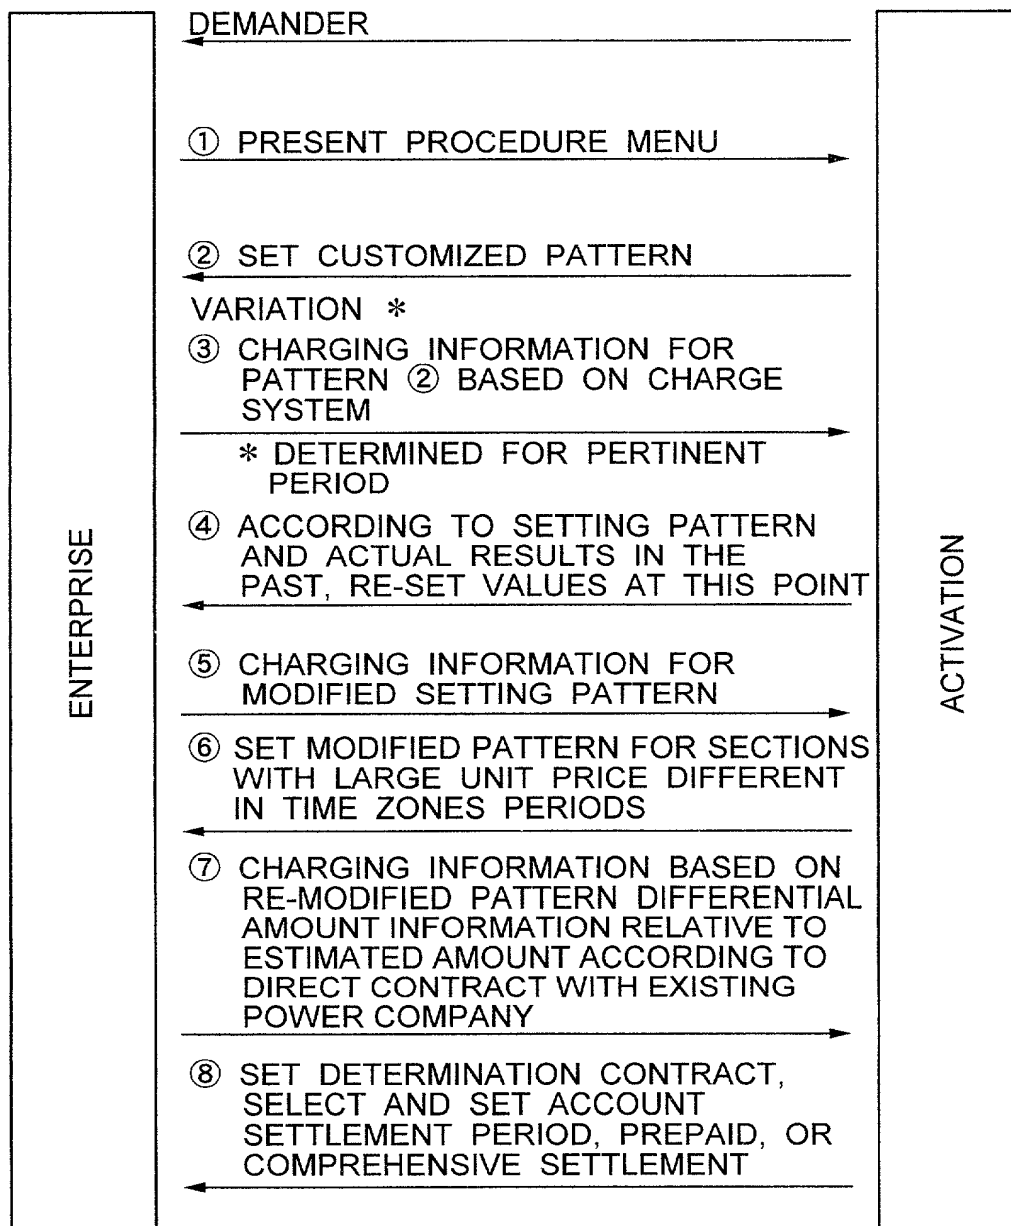 DEMANDER
① PRESENT PROCEDURE MENU
② SET CUSTOMIZED PATTERN
VARIATION *
③ CHARGING INFORMATION FOR
PATTERN ② BASED ON CHARGE
SYSTEM
* DETERMINED FOR PERTINENT
PERIOD
④ ACCORDING TO SETTING PATTERN
AND ACTUAL RESULTS IN THE
PAST, RE-SET VALUES AT THIS POINT
⑤ CHARGING INFORMATION FOR
MODIFIED SETTING PATTERN
⑥ SET MODIFIED PATTERN FOR SECTIONS
WITH LARGE UNIT PRICE DIFFERENT
IN TIME ZONES PERIODS
⑦ CHARGING INFORMATION BASED ON
RE-MODIFIED PATTERN DIFFERENTIAL
AMOUNT INFORMATION RELATIVE TO
ESTIMATED AMOUNT ACCORDING TO
DIRECT CONTRACT WITH EXISTING
POWER COMPANY
⑧ SET DETERMINATION CONTRACT,
SELECT AND SET ACCOUNT
SETTLEMENT PERIOD, PREPAID, OR
COMPREHENSIVE SETTLEMENT
ENTERPRISE
ACTIVATION